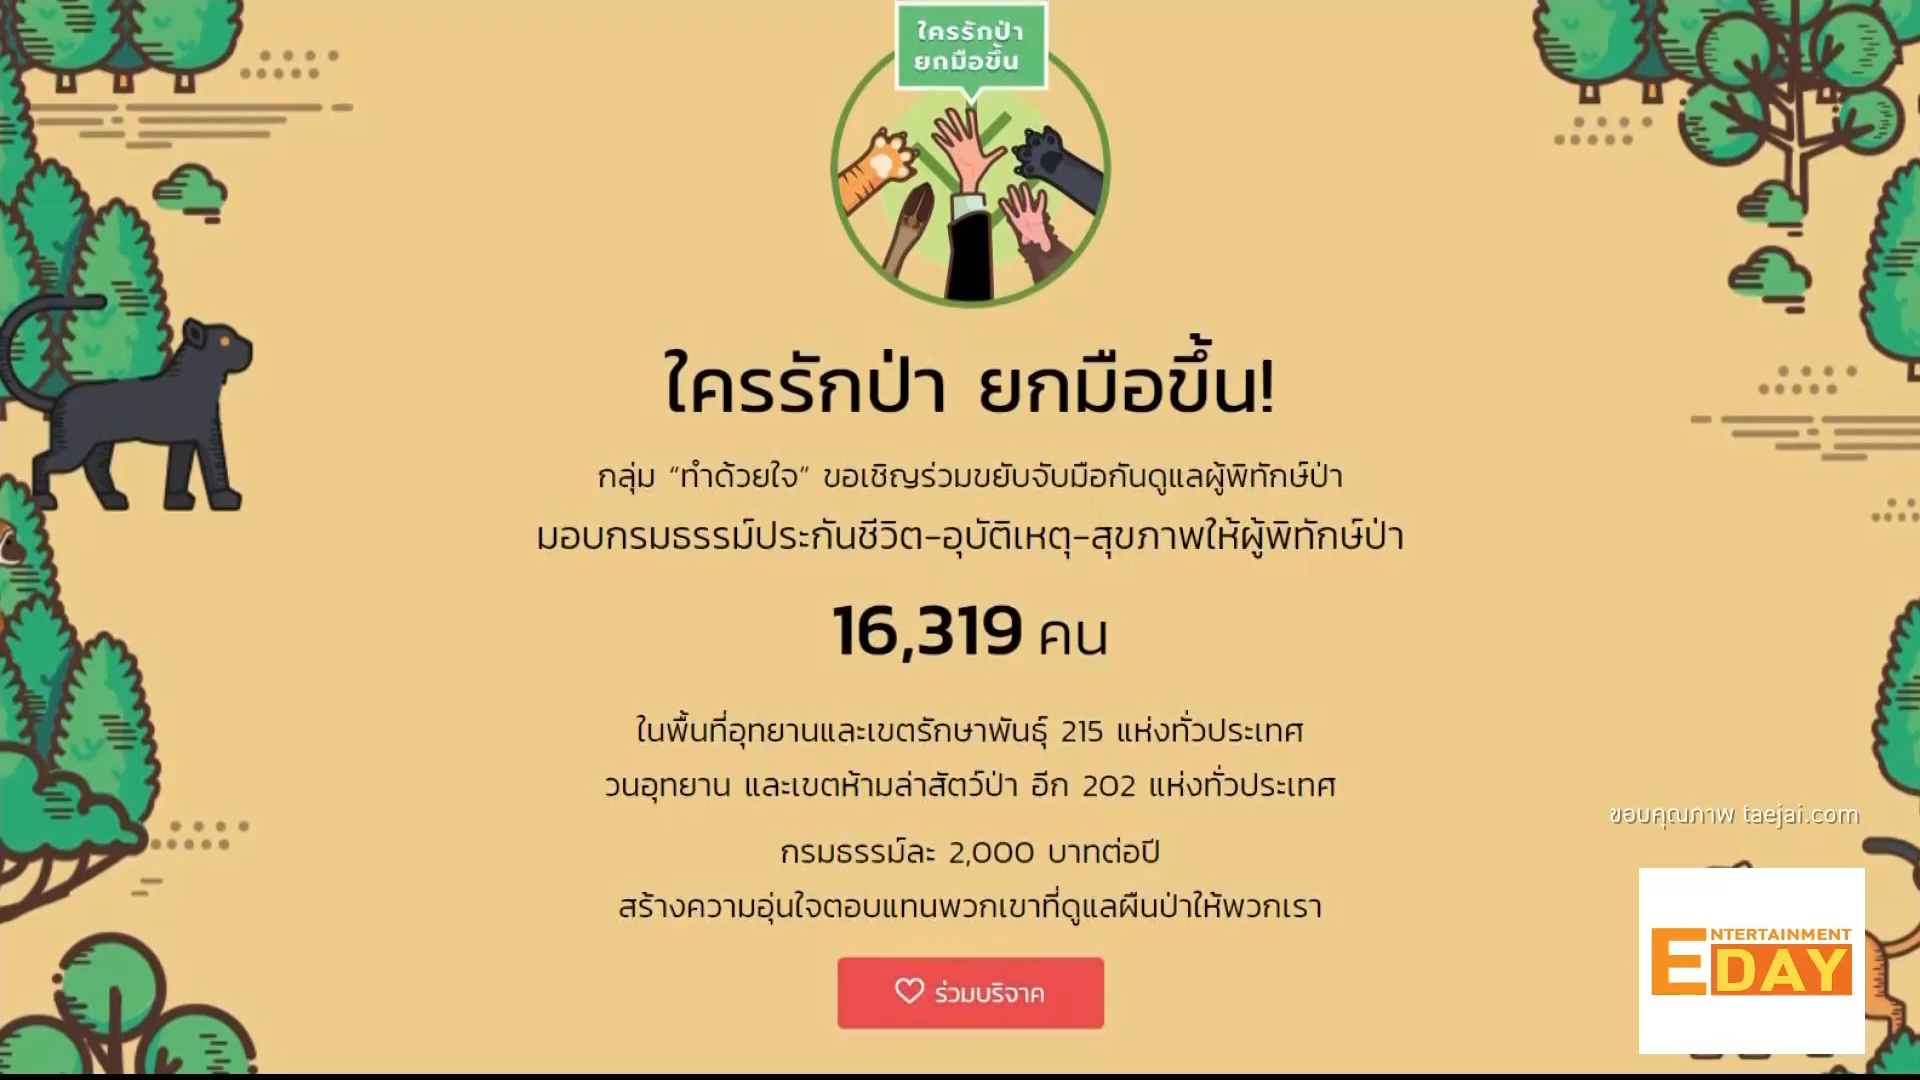 ใครรักป่า
ยกมือขึ้น
ใครรักป่า ยกมือขึ้น!
กลุ่ม “ทำด้วยใจ” ขอเชิญร่วมขยับจับมือกันดูแลผู้พิทักษ์ป่า
มอบกรมธรรม์ประกันชีวิต-อุบัติเหตุ-สุขภาพให้ผู้พิทักษ์ป่า
16,319 คน
ในพื้นที่อุทยานและเขตรักษาพันธุ์ 215 แห่งทั่วประเทศ
วนอุทยาน และเขตห้ามล่าสัตว์ป่า อีก 202 แห่งทั่วประเทศ
กรมธรรม์ละ 2,000 บาทต่อปี
สร้างความอุ่นใจตอบแทนพวกเขาที่ดูแลผืนป่าให้พวกเรา
ร่วมบริจาค
ขอบคุณภาพ taejai.com
ENTERTAINMENT
DAY